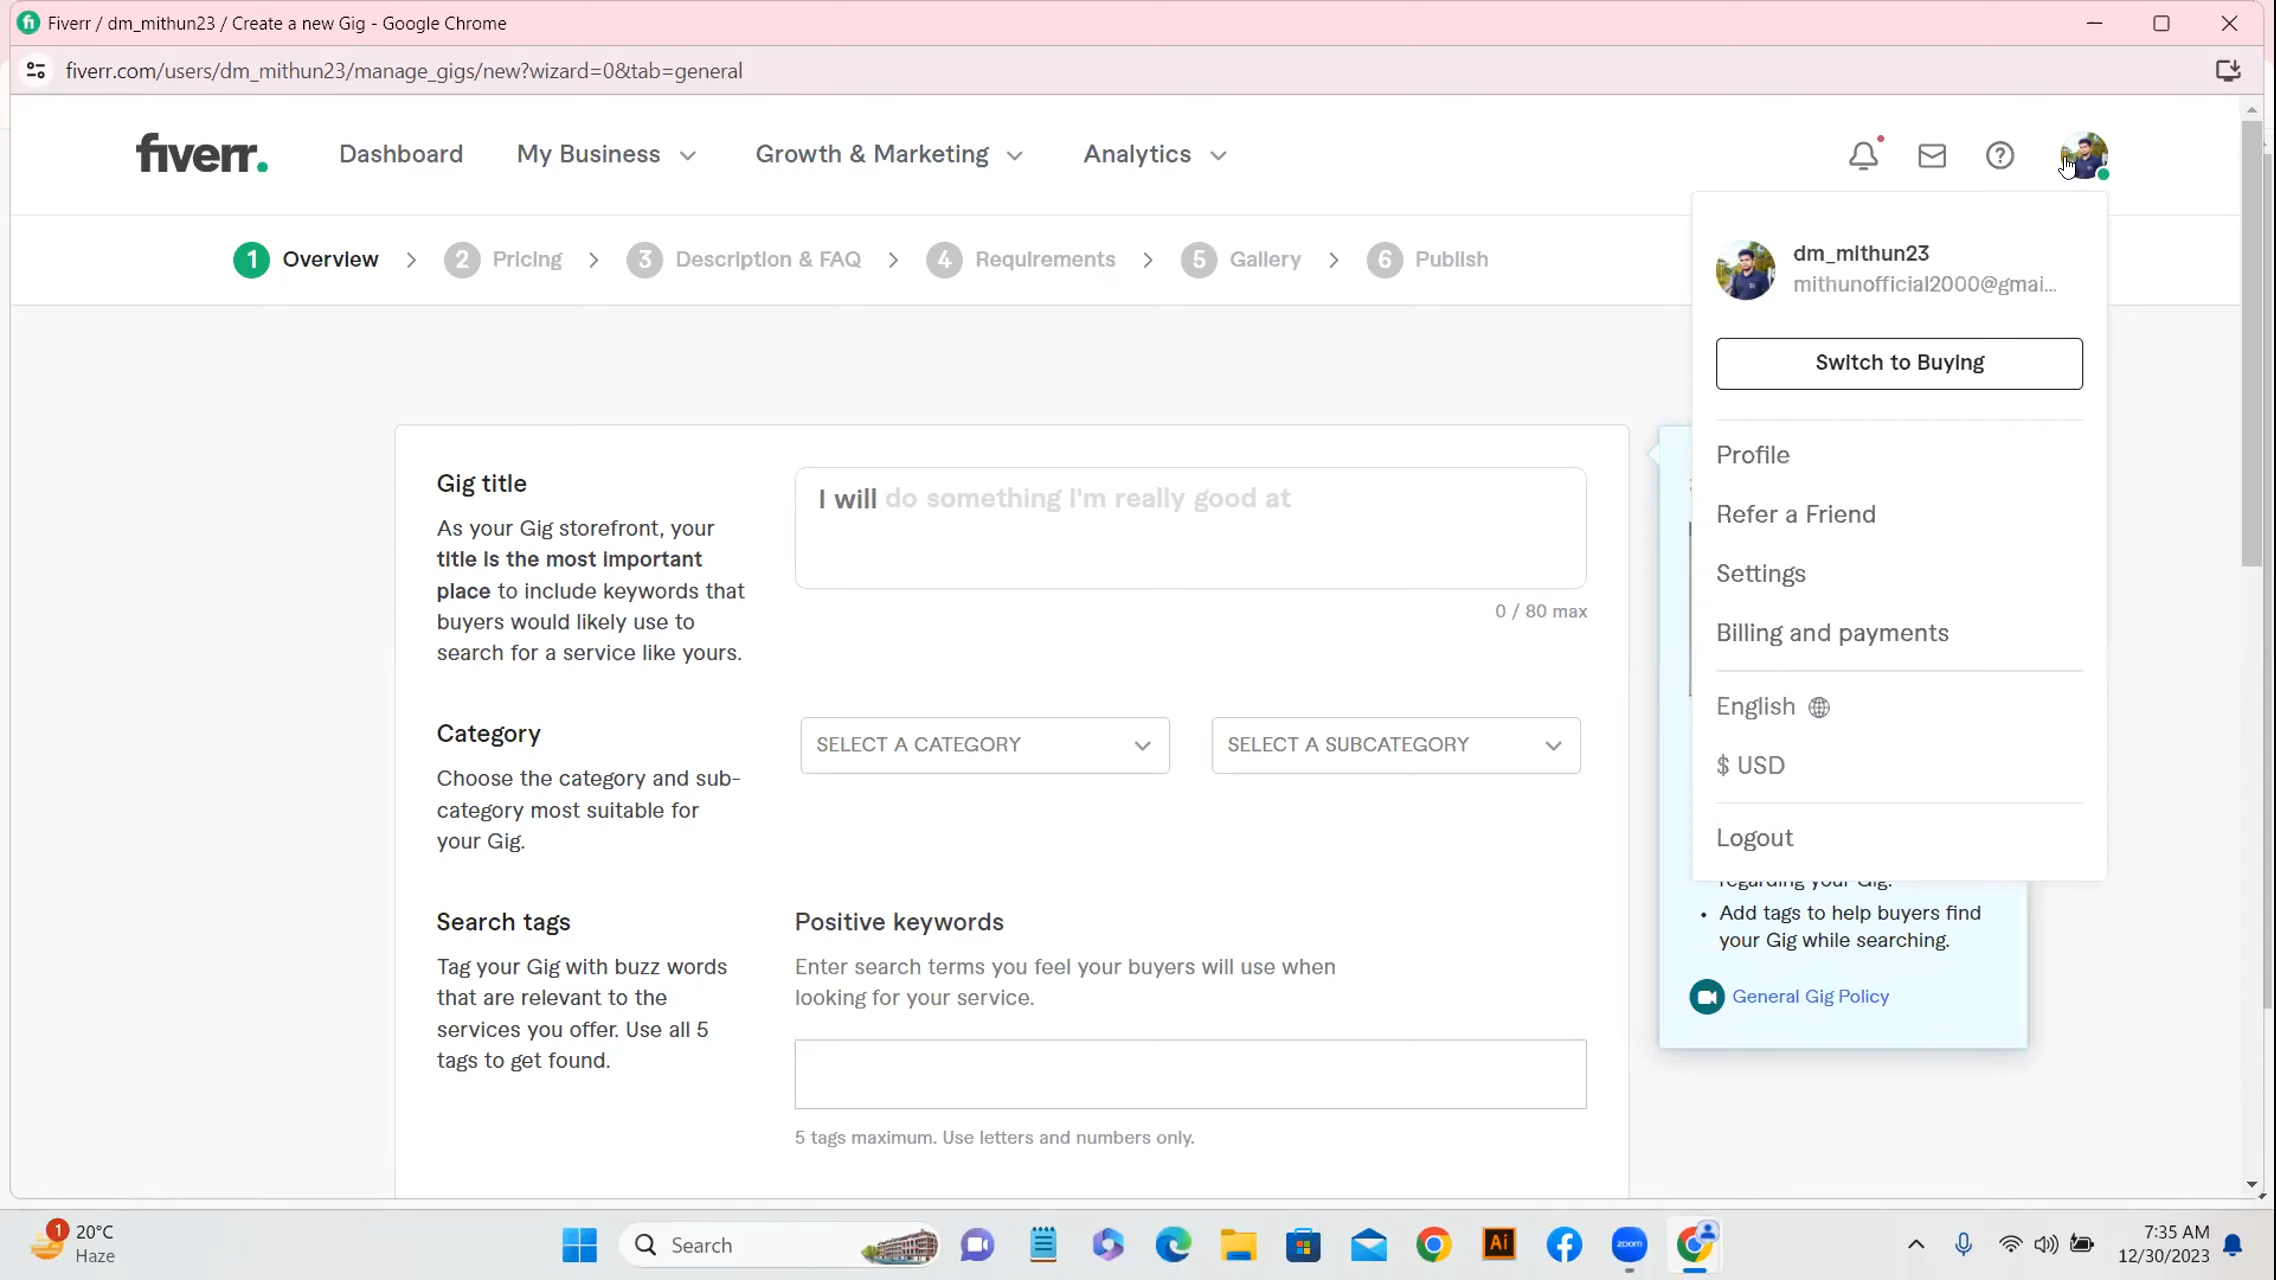 Fiverr / dm_mithun23 / Create a new Gig - Google Chrome
fiverr.com/users/dm_mithun23/manage_gigs/new?wizard=0&tab=general
fiverr.
Dashboard
My Business
Growth & Marketing
Analytics
1 Overview
2 Pricing
3 Description & FAQ
4 Requirements
5 Gallery
6 Publish
dm_mithun23
mithunofficial2000@gmai...
Switch to Buying
Profile
Refer a Friend
Settings
Billing and payments
English
$ USD
Logout
Gig title
As your Gig storefront, your
title is the most important
place to include keywords that
buyers would likely use to
search for a service like yours.
I will do something I'm really good at
0 / 80 max
Category
Choose the category and sub-
category most suitable for
your Gig.
SELECT A CATEGORY
SELECT A SUBCATEGORY
Search tags
Tag your Gig with buzz words
that are relevant to the
services you offer. Use all 5
tags to get found.
Positive keywords
Enter search terms you feel your buyers will use when
looking for your service.
5 tags maximum. Use letters and numbers only.
regarding your Gig.
• Add tags to help buyers find
your Gig while searching.
General Gig Policy
1
20°C
Haze
Search
Ai
zoom
7:35 AM
12/30/2023